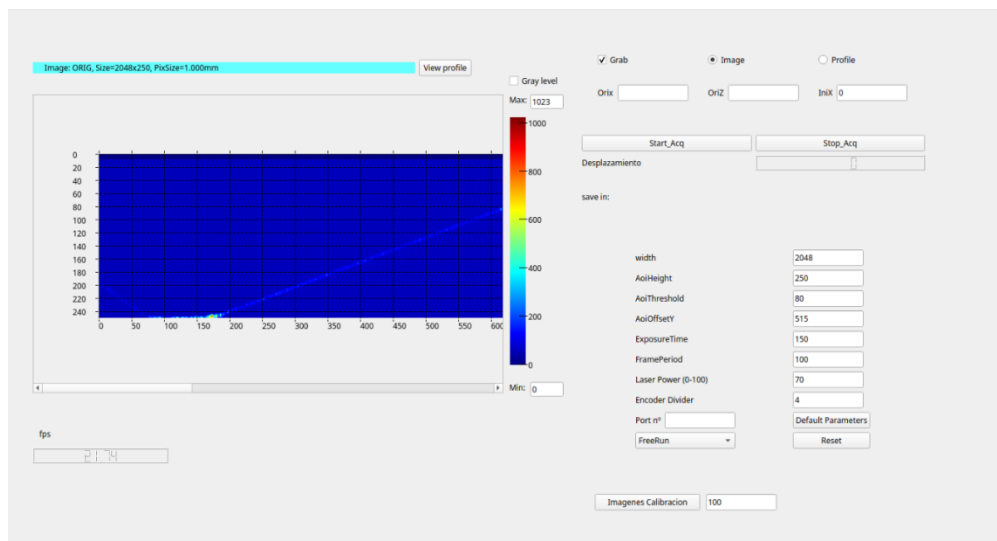 Image: ORIG, Size=2048x250, PixSize=1.000mm
View profile
Gray level
Max: 1023
1000
800
600
400
200
0
Min: 0
0
20
40
60
80
100
120
140
160
180
200
220
240
0 50 100 150 200 250 300 350 400 450 500 550 600
fps
217.4
Grab Image Profile
Orix OriZ IniX 0
Start_Acq Stop_Acq
Desplazamiento
save in:
width 2048
AoiHeight 250
AoiThreshold 80
AoiOffsetY 515
ExposureTime 150
FramePeriod 100
Laser Power (0-100) 70
Encoder Divider 4
Port nº Default Parameters
FreeRun Reset
Imagenes Calibracion 100